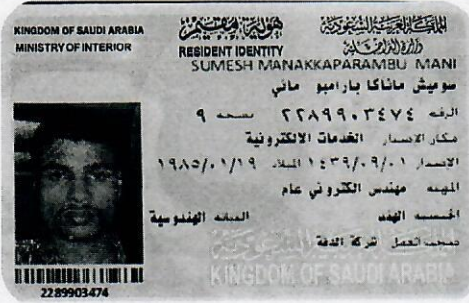 KINGDOM OF SAUDI ARABIA
MINISTRY OF INTERIOR
هوية مقيم
RESIDENT IDENTITY
المملكة العربية السعودية
وزارة الداخلية
SUMESH MANAKKAPARAMBU MANI
سوميش ماناكا بارامبو ماني
الرقم ٢٢٨٩٩٠٣٤٧٤ نسخة ٩
مكان الاصدار الخدمات الالكترونية
الاصدار ١٤٣٩/٠٩/٠١ الميلاد ١٩٨٥/٠١/١٩
المهنة مهندس الكتروني عام
الجنسية الهند الديانة الهندوسية
صاحب العمل شركة الدقة
KINGDOM OF SAUDI ARABIA
2289903474